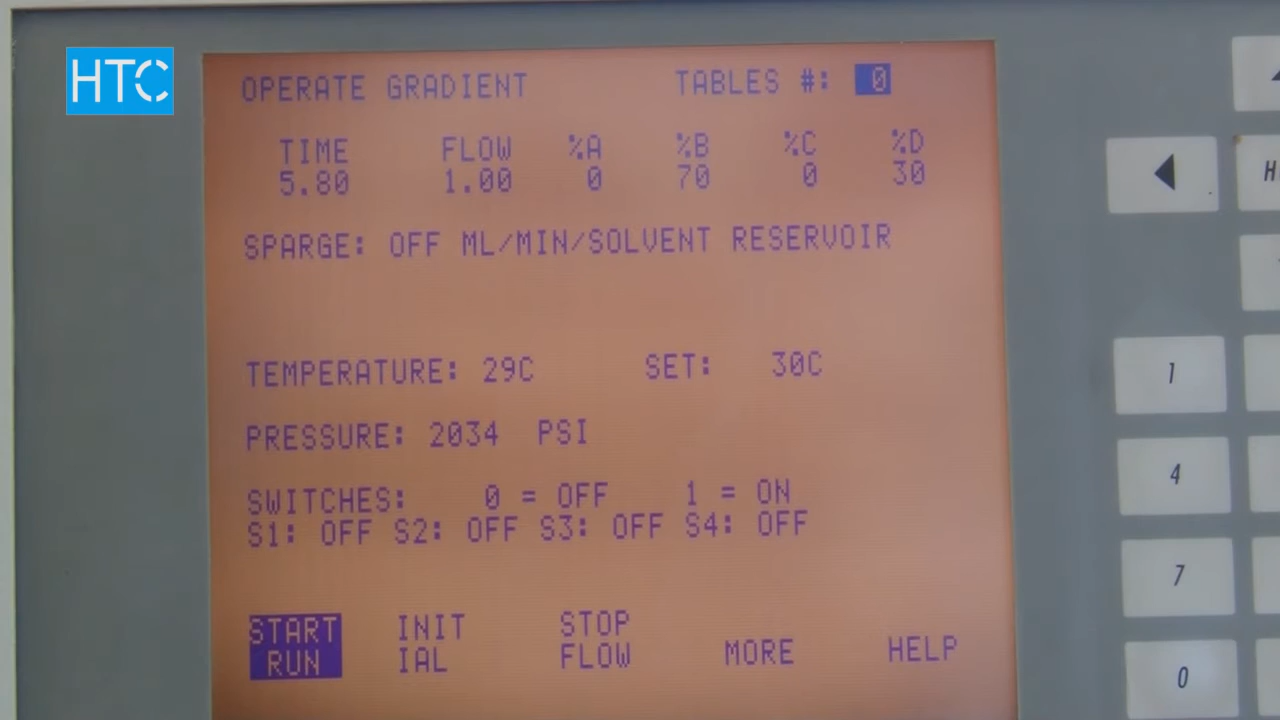 HTC
OPERATE GRADIENT TABLES #: 0
TIME FLOW %A %B %C %D
5.80 1.00 0 70 0 30
SPARGE: OFF ML/MIN/SOLVENT RESERVOIR
TEMPERATURE: 29C SET: 30C
PRESSURE: 2034 PSI
SWITCHES: 0 = OFF 1 = ON
S1: OFF S2: OFF S3: OFF S4: OFF
START INIT STOP
RUN IAL FLOW MORE HELP
1
4
7
0